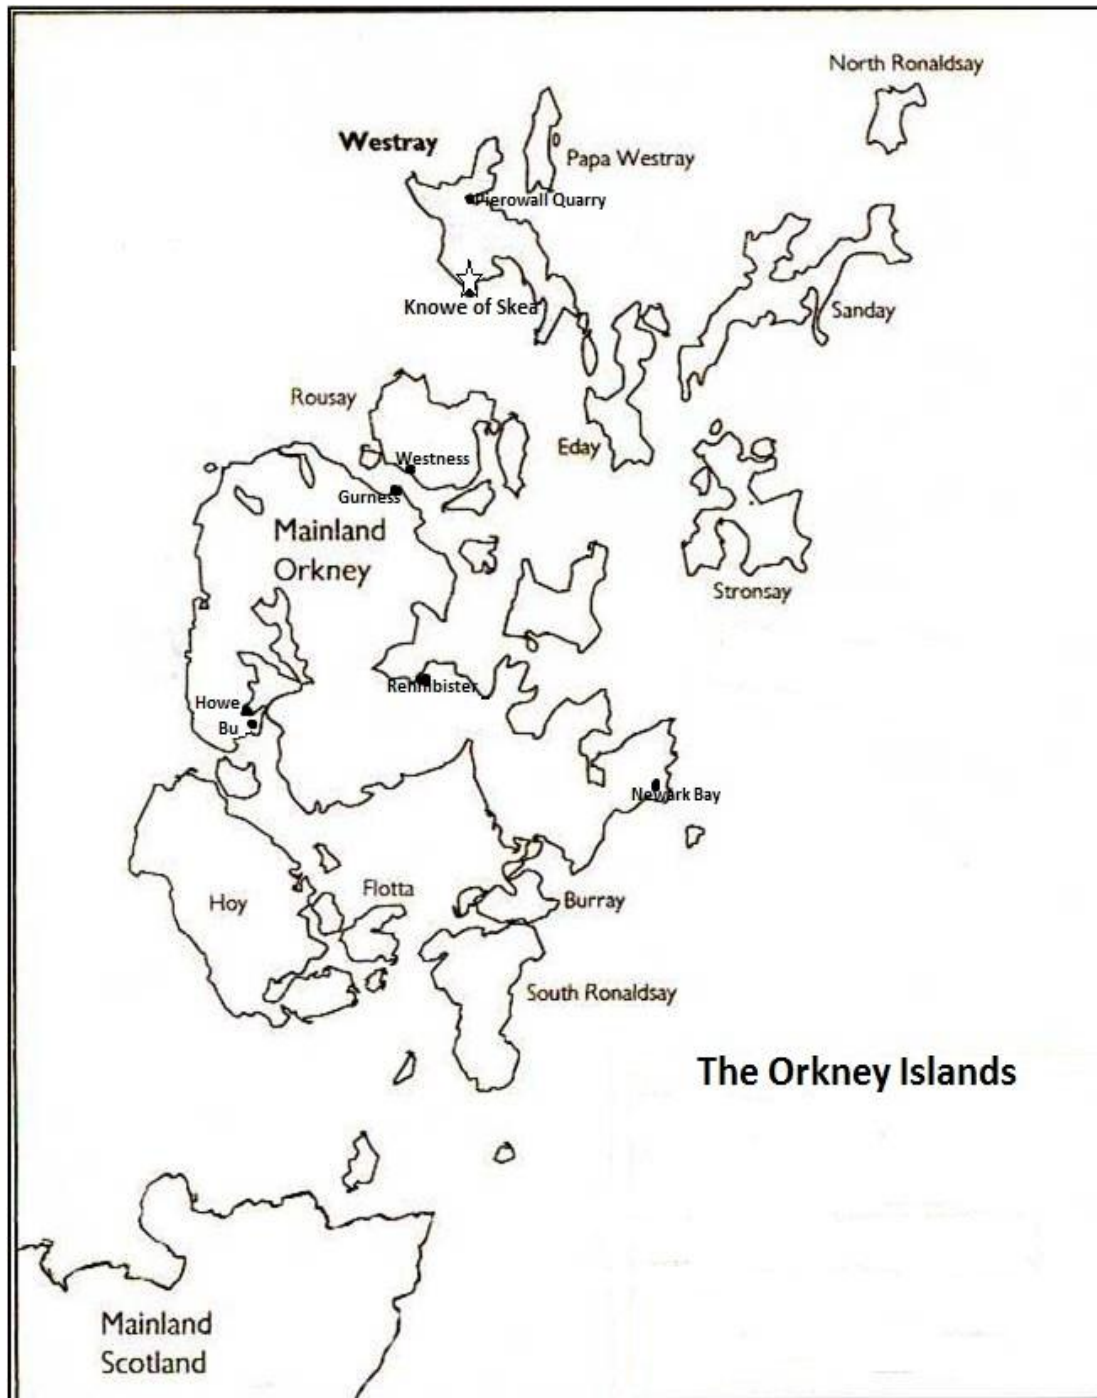 North Ronaldsay
Westray
Papa Westray
Pierowall Quarry
Knowe of Skea
Sanday
Rousay
Eday
Westness
Gurness
Mainland
Orkney
Stronsay
Rennibister
Howe
Bu
Newark Bay
Hoy
Flotta
Burray
South Ronaldsay
The Orkney Islands
Mainland
Scotland